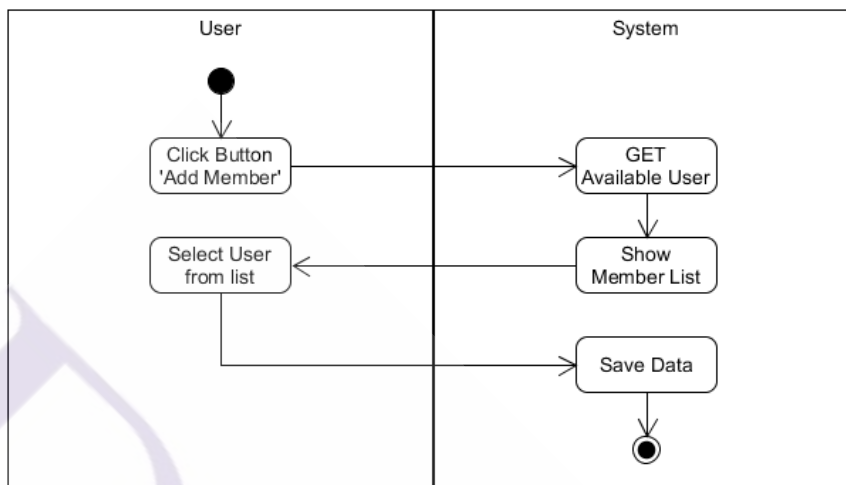 User
System
Click Button
'Add Member'
GET
Available User
Select User
from list
Show
Member List
Save Data